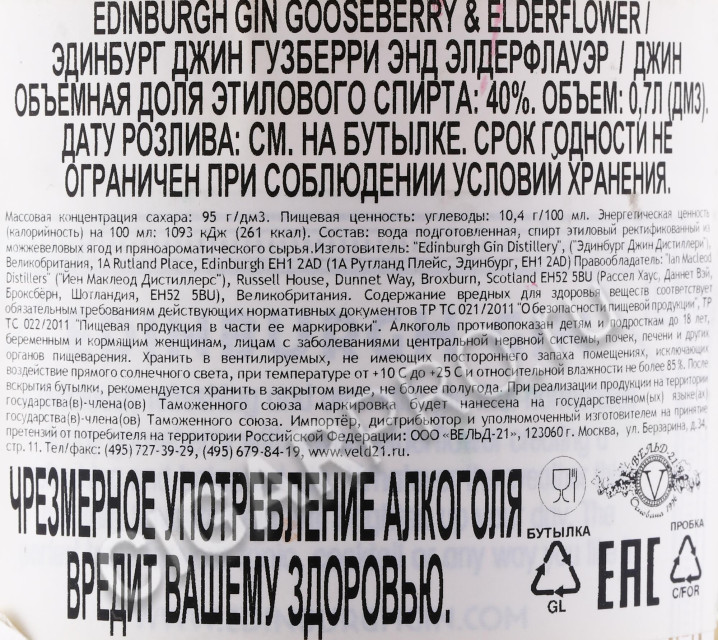 EDINBURGH GIN GOOSEBERRY & ELDERFLOWER /
ЭДИНБУРГ ДЖИН ГУЗБЕРРИ ЭНД ЭЛДЕРФЛАУЭР / ДЖИН
ОБЪЕМНАЯ ДОЛЯ ЭТИЛОВОГО СПИРТА: 40%. ОБЪЕМ: 0,7Л (ДМ3).
ДАТУ РОЗЛИВА: СМ. НА БУТЫЛКЕ. СРОК ГОДНОСТИ НЕ
ОГРАНИЧЕН ПРИ СОБЛЮДЕНИИ УСЛОВИЙ ХРАНЕНИЯ.
Массовая концентрация сахара: 95 г/дм3. Пищевая ценность: углеводы: 10,4 г/100 мл. Энергетическая ценность
(калорийность) на 100 мл: 1093 кДж (261 ккал). Состав: вода подготовленная, спирт этиловый ректификованный из
можжевеловых ягод и пряноароматического сырья.Изготовитель: "Edinburgh Gin Distillery", ("Эдинбург Джин Дистиллери"),
Великобритания, 1A Rutland Place, Edinburgh EH1 2AD (1А Рутланд Плейс, Эдинбург, EH1 2AD) Правообладатель: "Ian Macleod
Distillers" ("Иен Маклеод Дистиллерс"), Russell House, Dunnet Way, Broxburn, Scotland EH52 5BU (Рассел Хаус, Даннет Вэй,
Броксбёрн, Шотландия, EH52 5BU), Великобритания. Содержание вредных для здоровья веществ соответствует
обязательным требованиям действующих нормативных документов ТР ТС 021/2011 "О безопасности пищевой продукции", ТР
ТС 022/2011 "Пищевая продукция в части ее маркировки". Алкоголь противопоказан детям и подросткам до 18 лет,
беременным и кормящим женщинам, лицам с заболеваниями центральной нервной системы, почек, печени и других
органов пищеварения. Хранить в вентилируемых, не имеющих постороннего запаха помещениях, исключающих
воздействие прямого солнечного света, при температуре от +10 С до +25 С и относительной влажности не более 85%. После
вскрытия бутылки, рекомендуется хранить в закрытом виде, не более полугода. При реализации продукции на территории
государства(в)-члена(ов) Таможенного союза маркировка будет нанесена на государственном(ых) языке(ах)
государства(в)-члена(ов) Таможенного союза. Импортёр, дистрибьютор и уполномоченный изготовителем на принятие
претензий от потребителя на территории Российской Федерации: ООО «ВЕЛЬД-21», 123060 г. Москва, ул. Берзарина, д.34,
стр. 11. Тел/факс: (495) 727-39-29, (495) 679-84-19, www.veld21.ru.
ЧРЕЗМЕРНОЕ УПОТРЕБЛЕНИЕ АЛКОГОЛЯ
ВРЕДИТ ВАШЕМУ ЗДОРОВЬЮ.
ВЕЛЬД-21
V
БУТЫЛКА
GL
EAC
ПРОБКА
C/FOR
CIGARPRO.ru